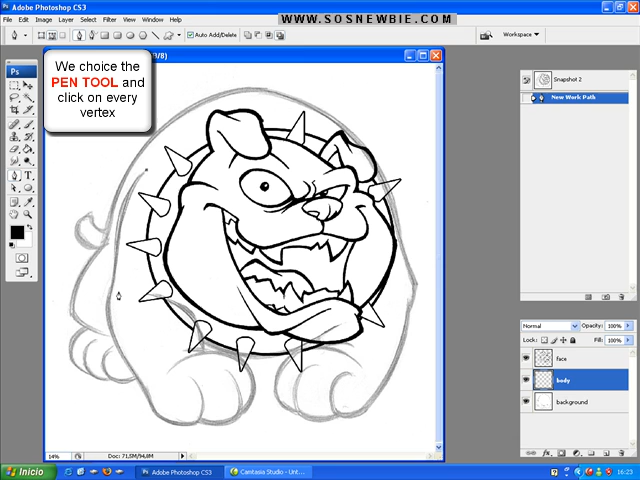 Adobe Photoshop CS3
WWW.SOSNEWBIE.COM
File Edit Image Layer Select Filter View Window Help
Auto Add/Delete
Workspace
/8)
Ps
We choice the
PEN TOOL and
click on every
vertex
Snapshot 2
New Work Path
Normal
Opacity: 100%
Lock:
Fill: 100%
face
body
background
14%
Doc: 71,5M/94,0M
Inicio
Adobe Photoshop CS3
Camtasia Studio - Unt...
16:23